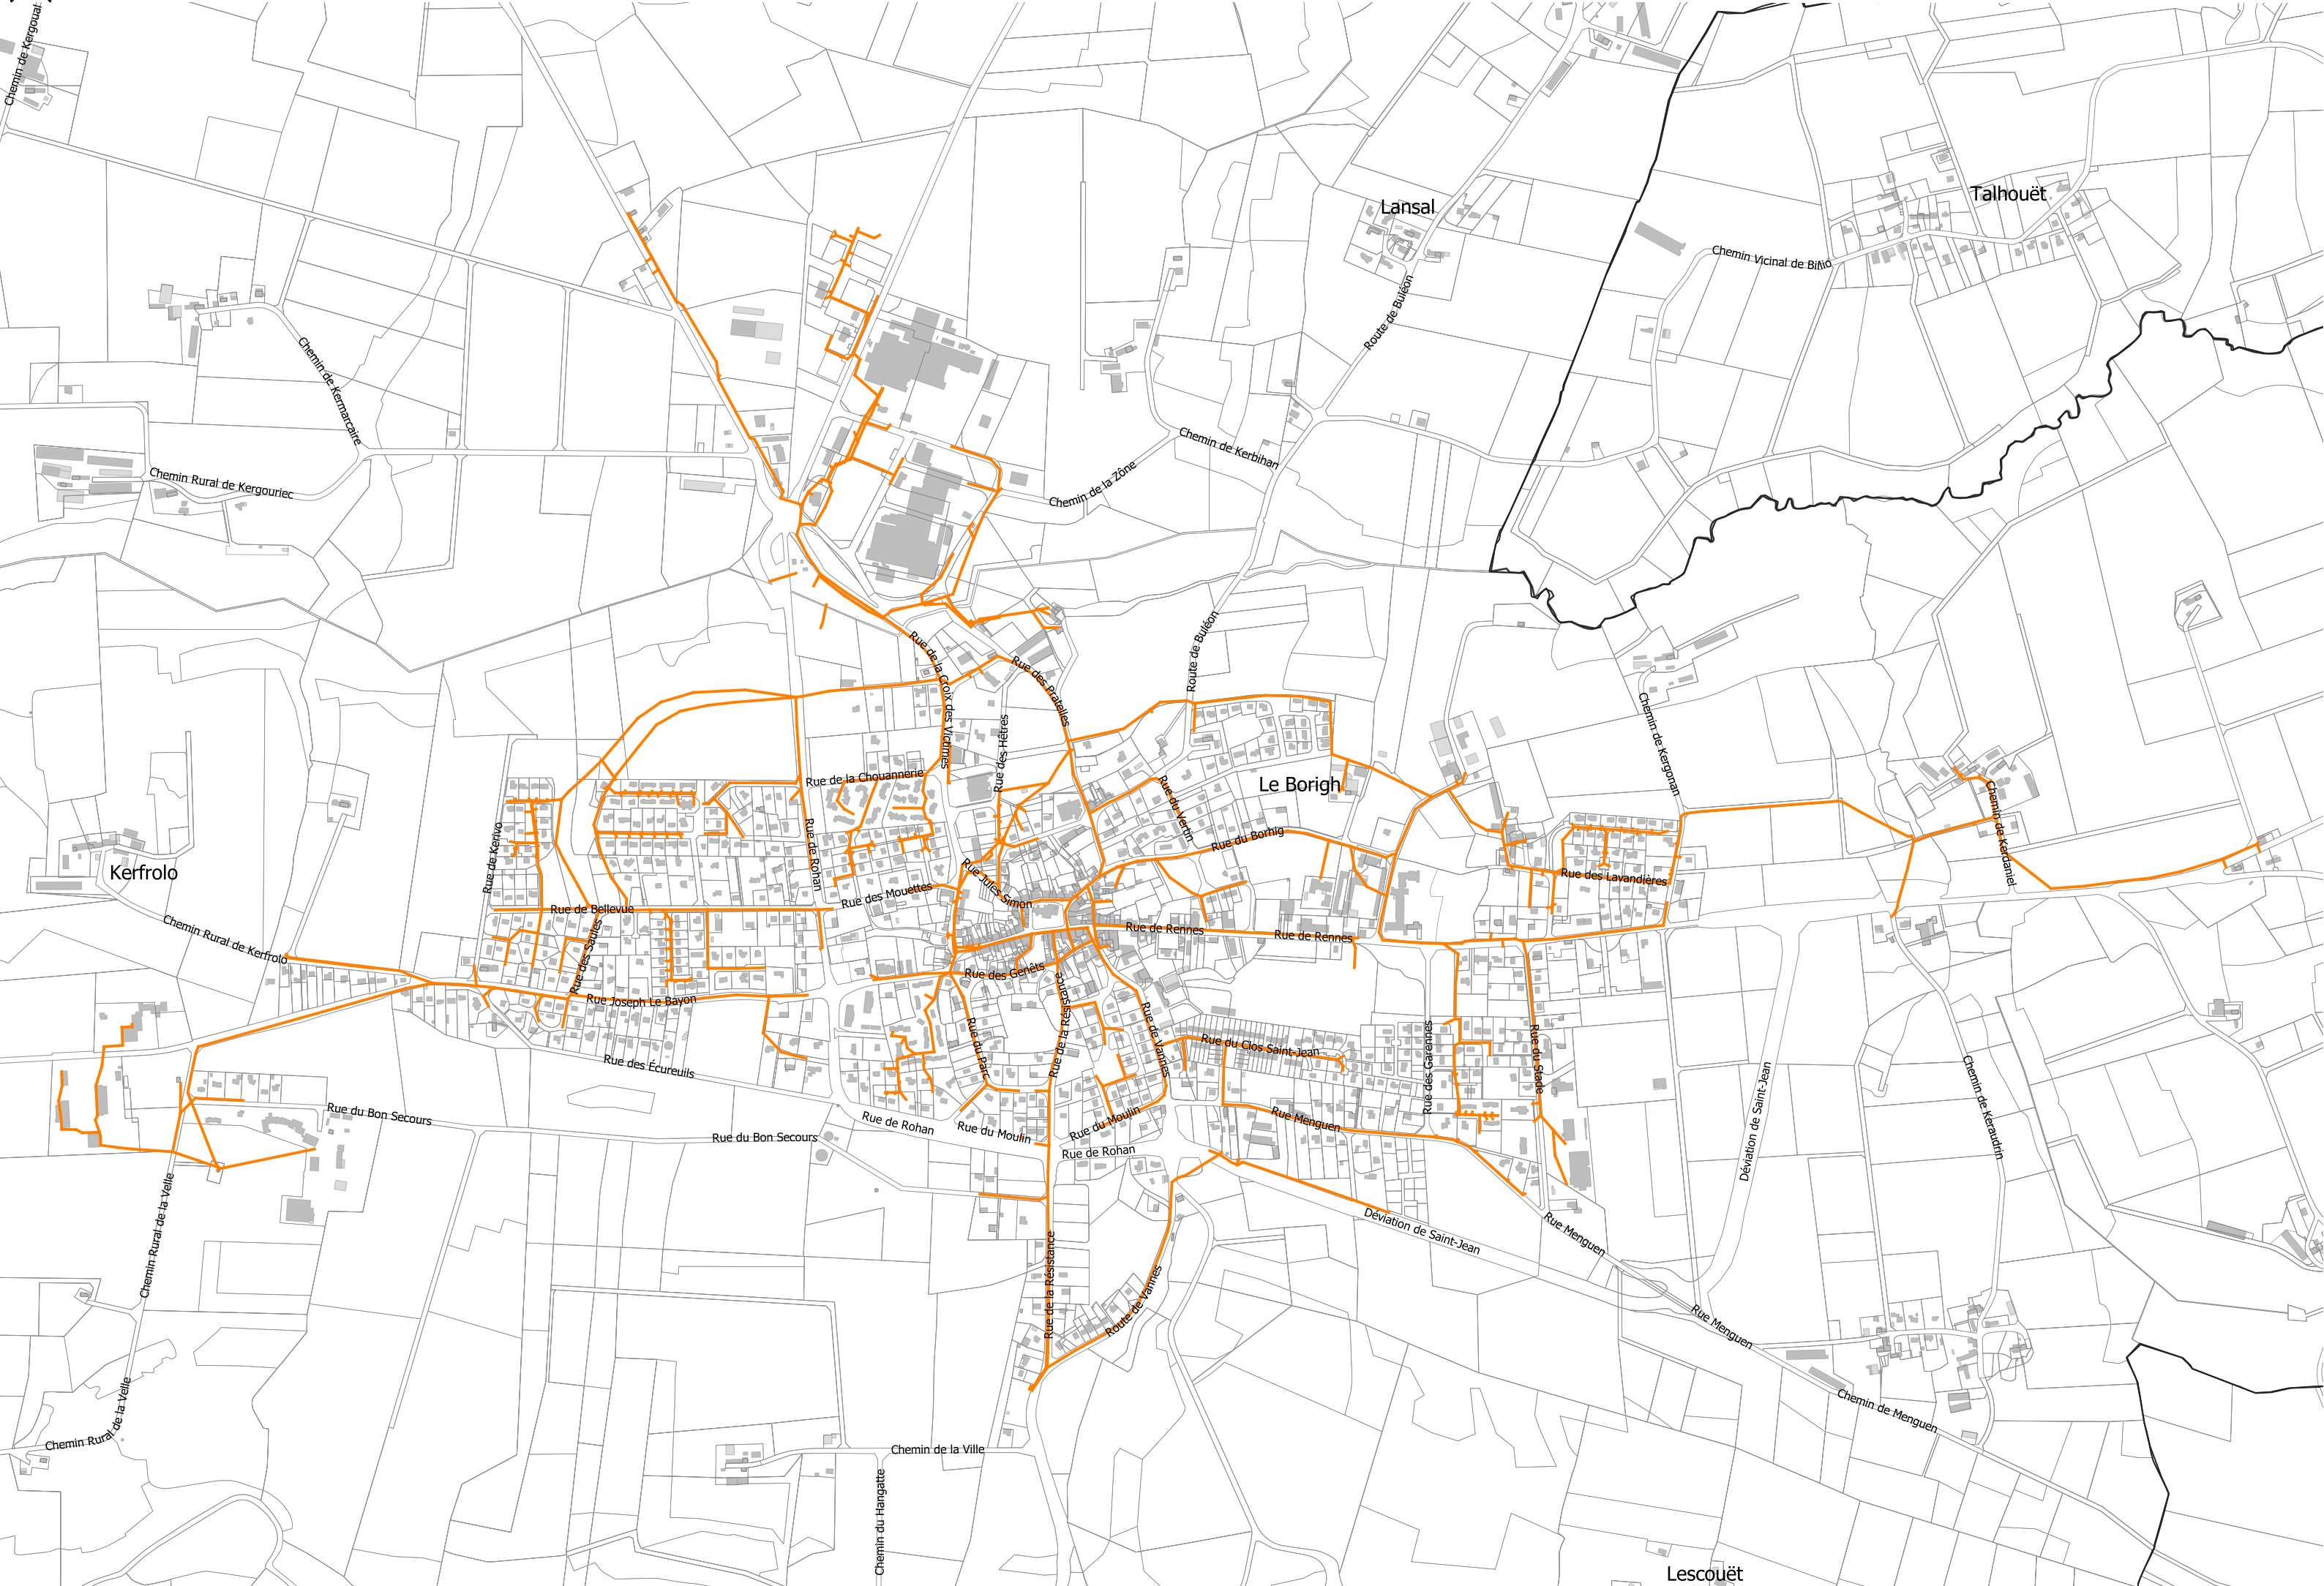 Chemin de Kergoual
Lansal
Talhouët
Chemin Vicinal de Billio
Route de Buléon
Chemin de Kermarcaire
Chemin de Kerbihan
Chemin de la Zône
Chemin Rural de Kergouriec
Route de Buléon
Rue de la Croix des Victimes
Rue des Pratelles
Chemin de Kergonan
Rue des Hêtres
Rue de la Chouannerie
Le Borigh
Rue du Vertin
Chemin de Kerdaniel
Rue de Kerivo
Rue de Rohan
Rue du Borhig
Kerfrolo
Rue Jules Simon
Rue des Lavandières
Rue des Mouettes
Rue de Bellevue
Chemin Rural de Kerfrolo
Rue des Saules
Rue de Rennes
Rue de Rennes
Rue des Genêts
Rue Joseph Le Bayon
Rue de la Résistance
Rue de Vannes
Rue du Parc
Rue du Clos Saint-Jean
Rue des Garennes
Rue du Stade
Rue des Écureuils
Déviation de Saint-Jean
Chemin de Keraudrin
Rue du Bon Secours
Rue de Rohan
Rue du Moulin
Rue du Moulin
Rue Menguen
Rue du Bon Secours
Rue de Rohan
Chemin Rural de la Velle
Déviation de Saint-Jean
Rue Menguen
Rue de la Résistance
Route de Vannes
Rue Menguen
Chemin Rural de la Velle
Chemin de Menguen
Chemin de la Ville
Chemin du Hangatte
Lescouët